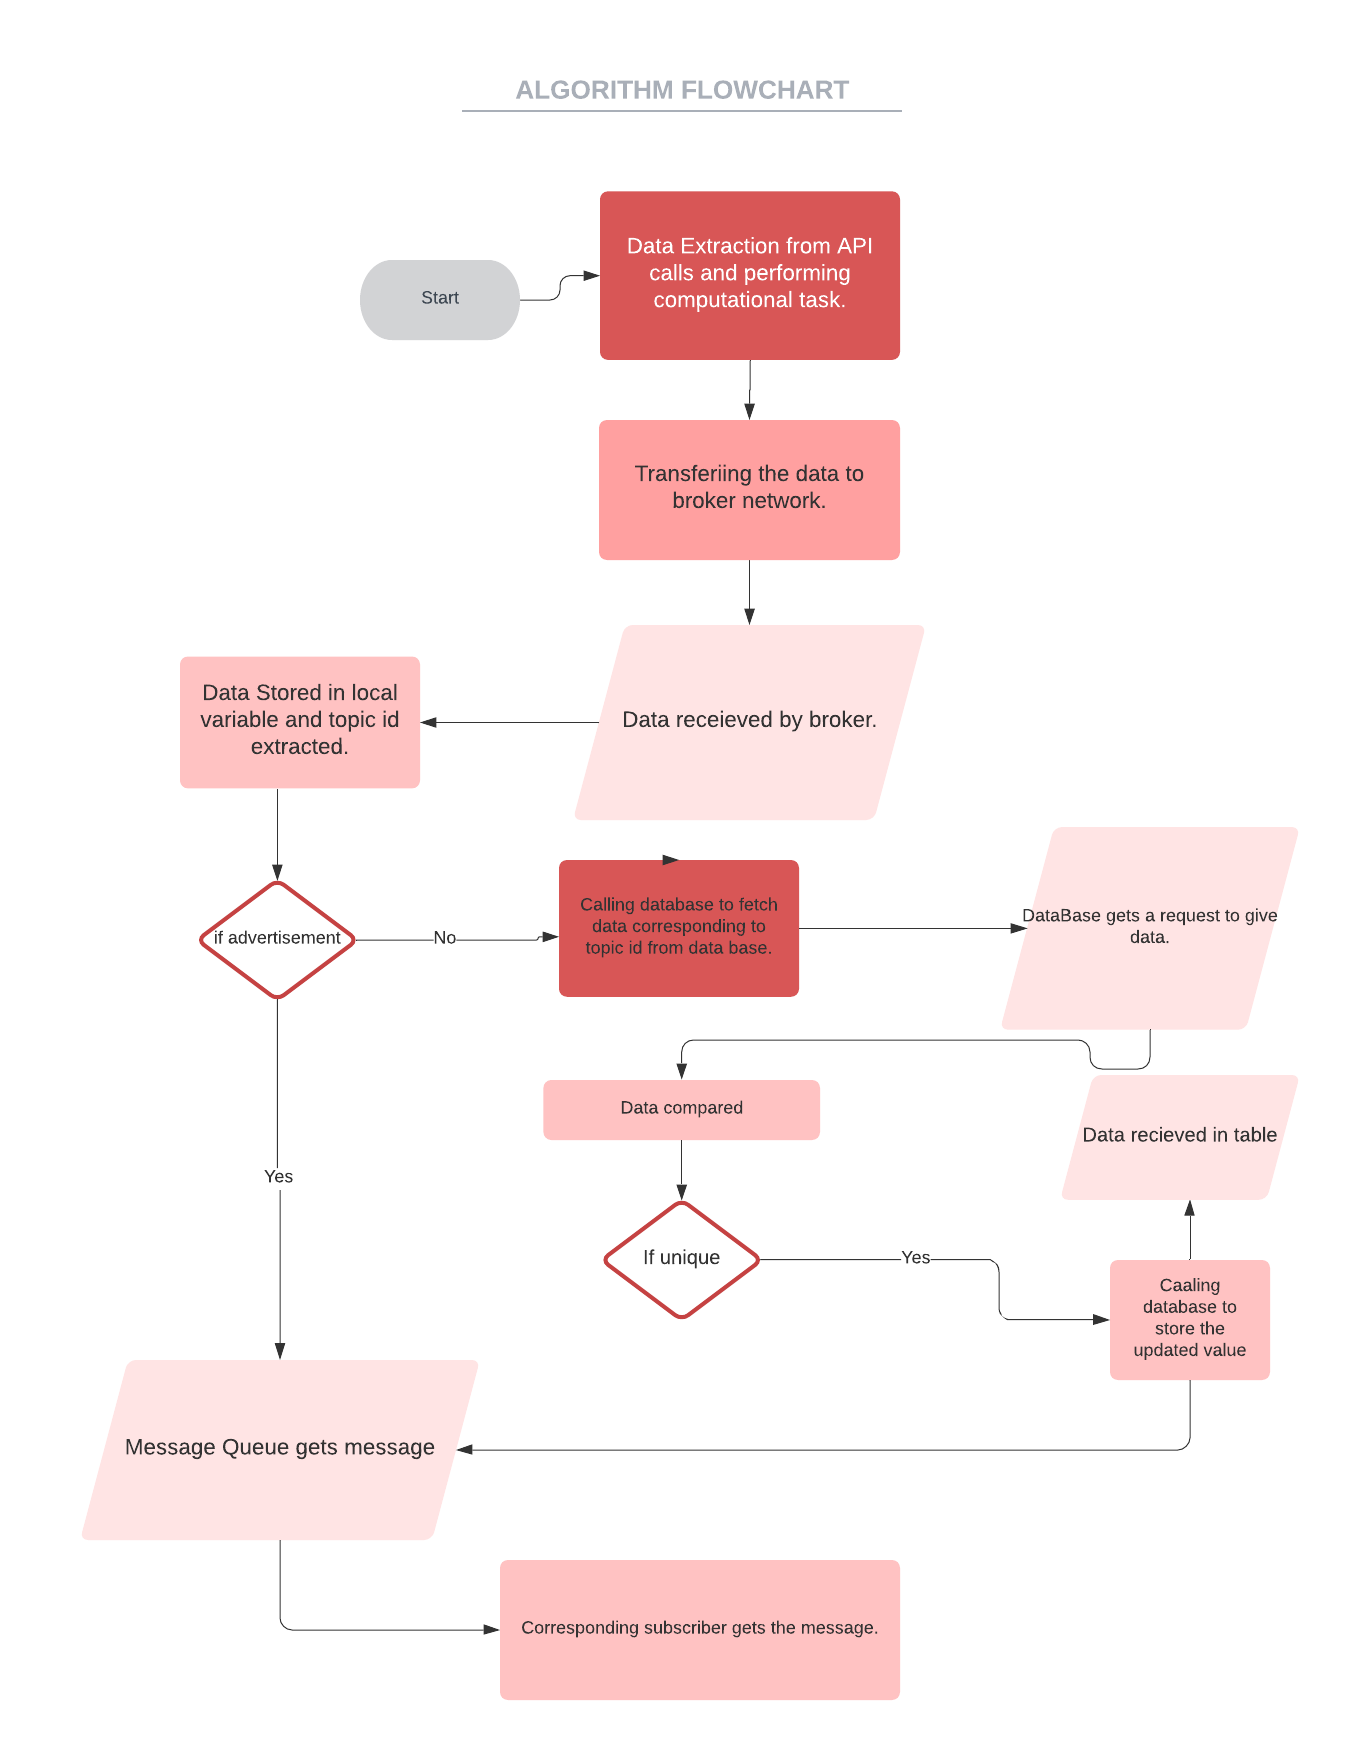 ALGORITHM FLOWCHART
Start
Data Extraction from API
calls and performing
computational task.
Transferiing the data to
broker network.
Data receieved by broker.
Data Stored in local
variable and topic id
extracted.
if advertisement
No
Calling database to fetch
data corresponding to
topic id from data base.
DataBase gets a request to give
data.
Data compared
Data recieved in table
Yes
If unique
Yes
Caaling
database to
store the
updated value
Message Queue gets message
Corresponding subscriber gets the message.